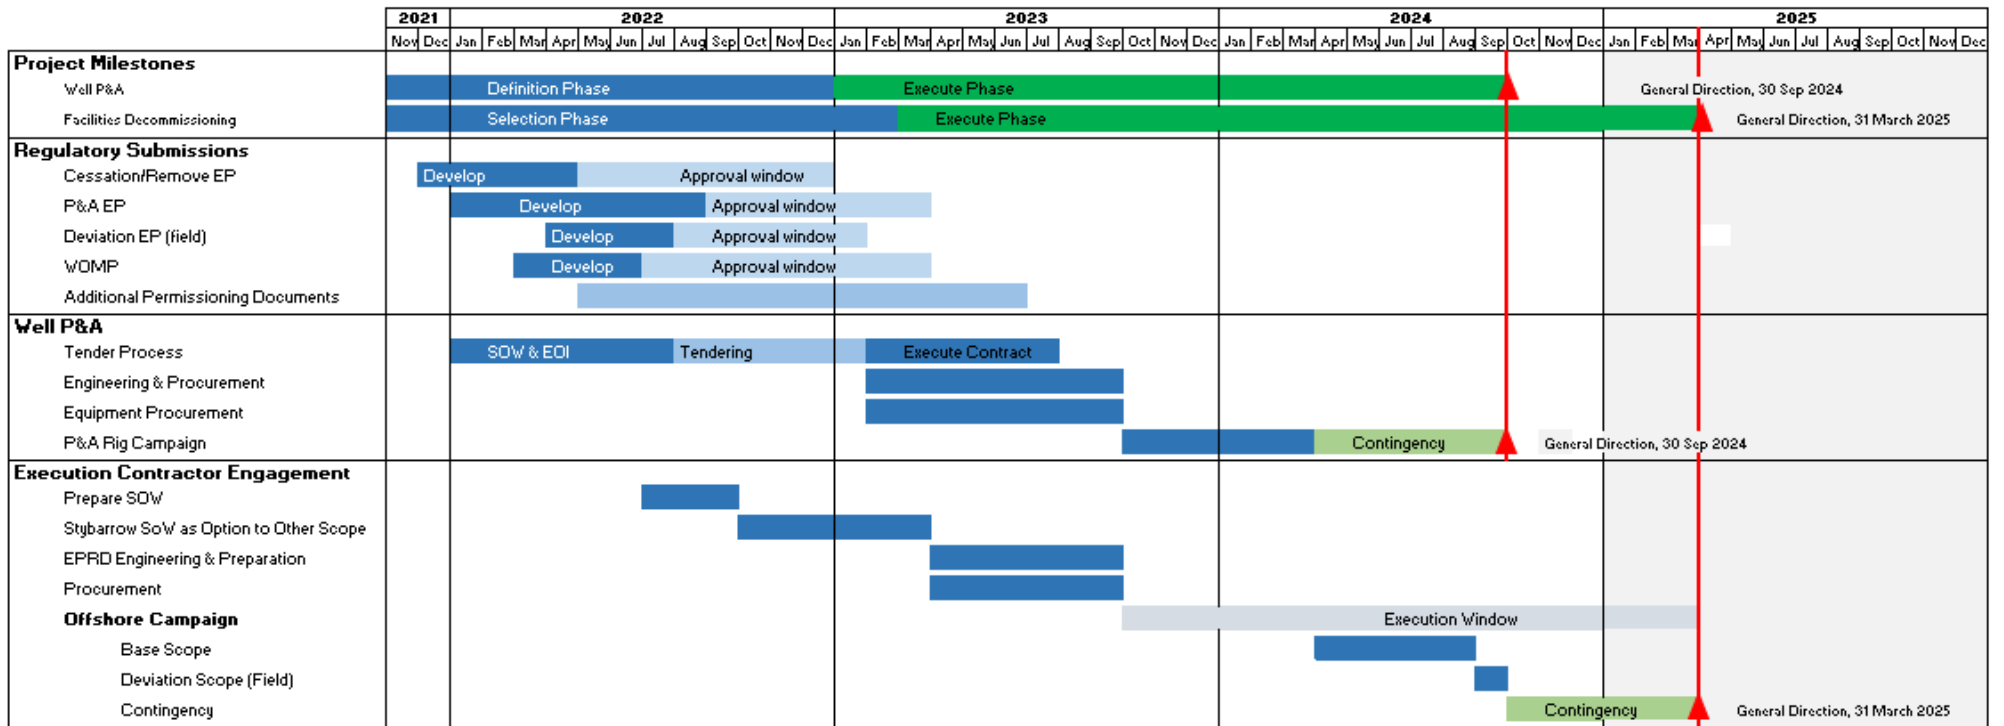 2021 2022 2023 2024 2025
Nov Dec Jan Feb Mar Apr May Jun Jul Aug Sep Oct Nov Dec Jan Feb Mar Apr May Jun Jul Aug Sep Oct Nov Dec Jan Feb Mar Apr May Jun Jul Aug Sep Oct Nov Dec Jan Feb Mar Apr May Jun Jul Aug Sep Oct Nov Dec
Project Milestones
Well P&A Definition Phase Execute Phase General Direction, 30 Sep 2024
Facilities Decommissioning Selection Phase Execute Phase General Direction, 31 March 2025
Regulatory Submissions
Cessation/Remove EP Develop Approval window
P&A EP Develop Approval window
Deviation EP (field) Develop Approval window
WOMP Develop Approval window
Additional Permissioning Documents
Well P&A
Tender Process SOW & EOI Tendering Execute Contract
Engineering & Procurement
Equipment Procurement
P&A Rig Campaign Contingency General Direction, 30 Sep 2024
Execution Contractor Engagement
Prepare SOW
Stybarrow SoW as Option to Other Scope
EPRD Engineering & Preparation
Procurement
Offshore Campaign Execution Window
Base Scope
Deviation Scope (Field)
Contingency Contingency General Direction, 31 March 2025